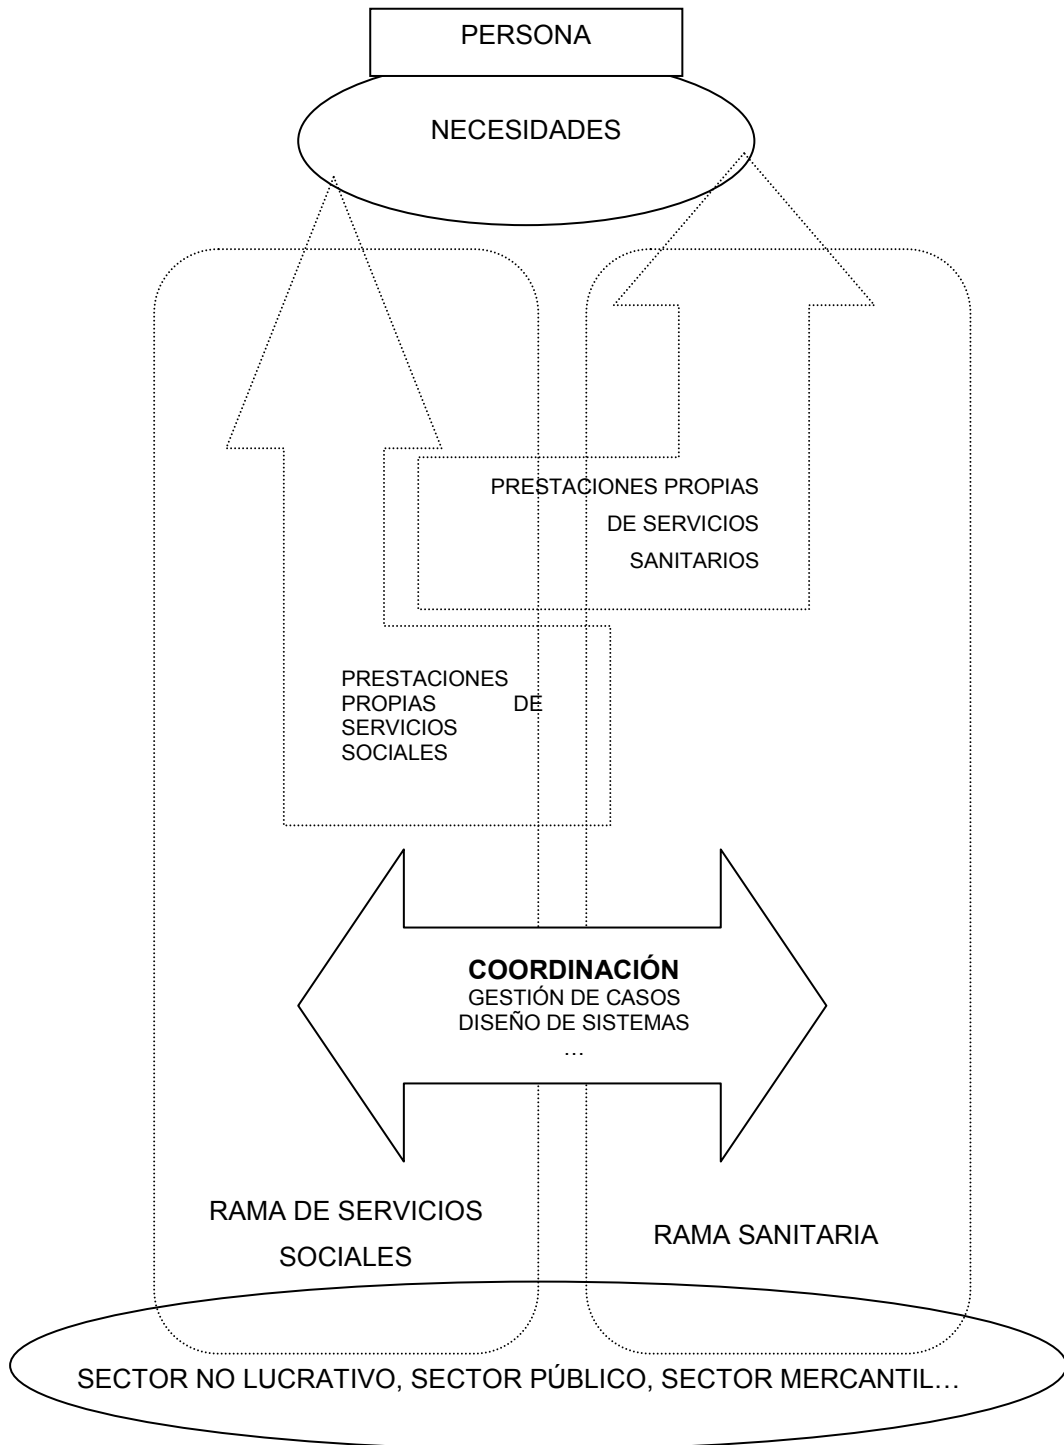 PERSONA
NECESIDADES
PRESTACIONES PROPIAS
DE SERVICIOS
SANITARIOS
PRESTACIONES
PROPIAS DE
SERVICIOS
SOCIALES
COORDINACIÓN
GESTIÓN DE CASOS
DISEÑO DE SISTEMAS
…
RAMA DE SERVICIOS
SOCIALES
RAMA SANITARIA
SECTOR NO LUCRATIVO, SECTOR PÚBLICO, SECTOR MERCANTIL…